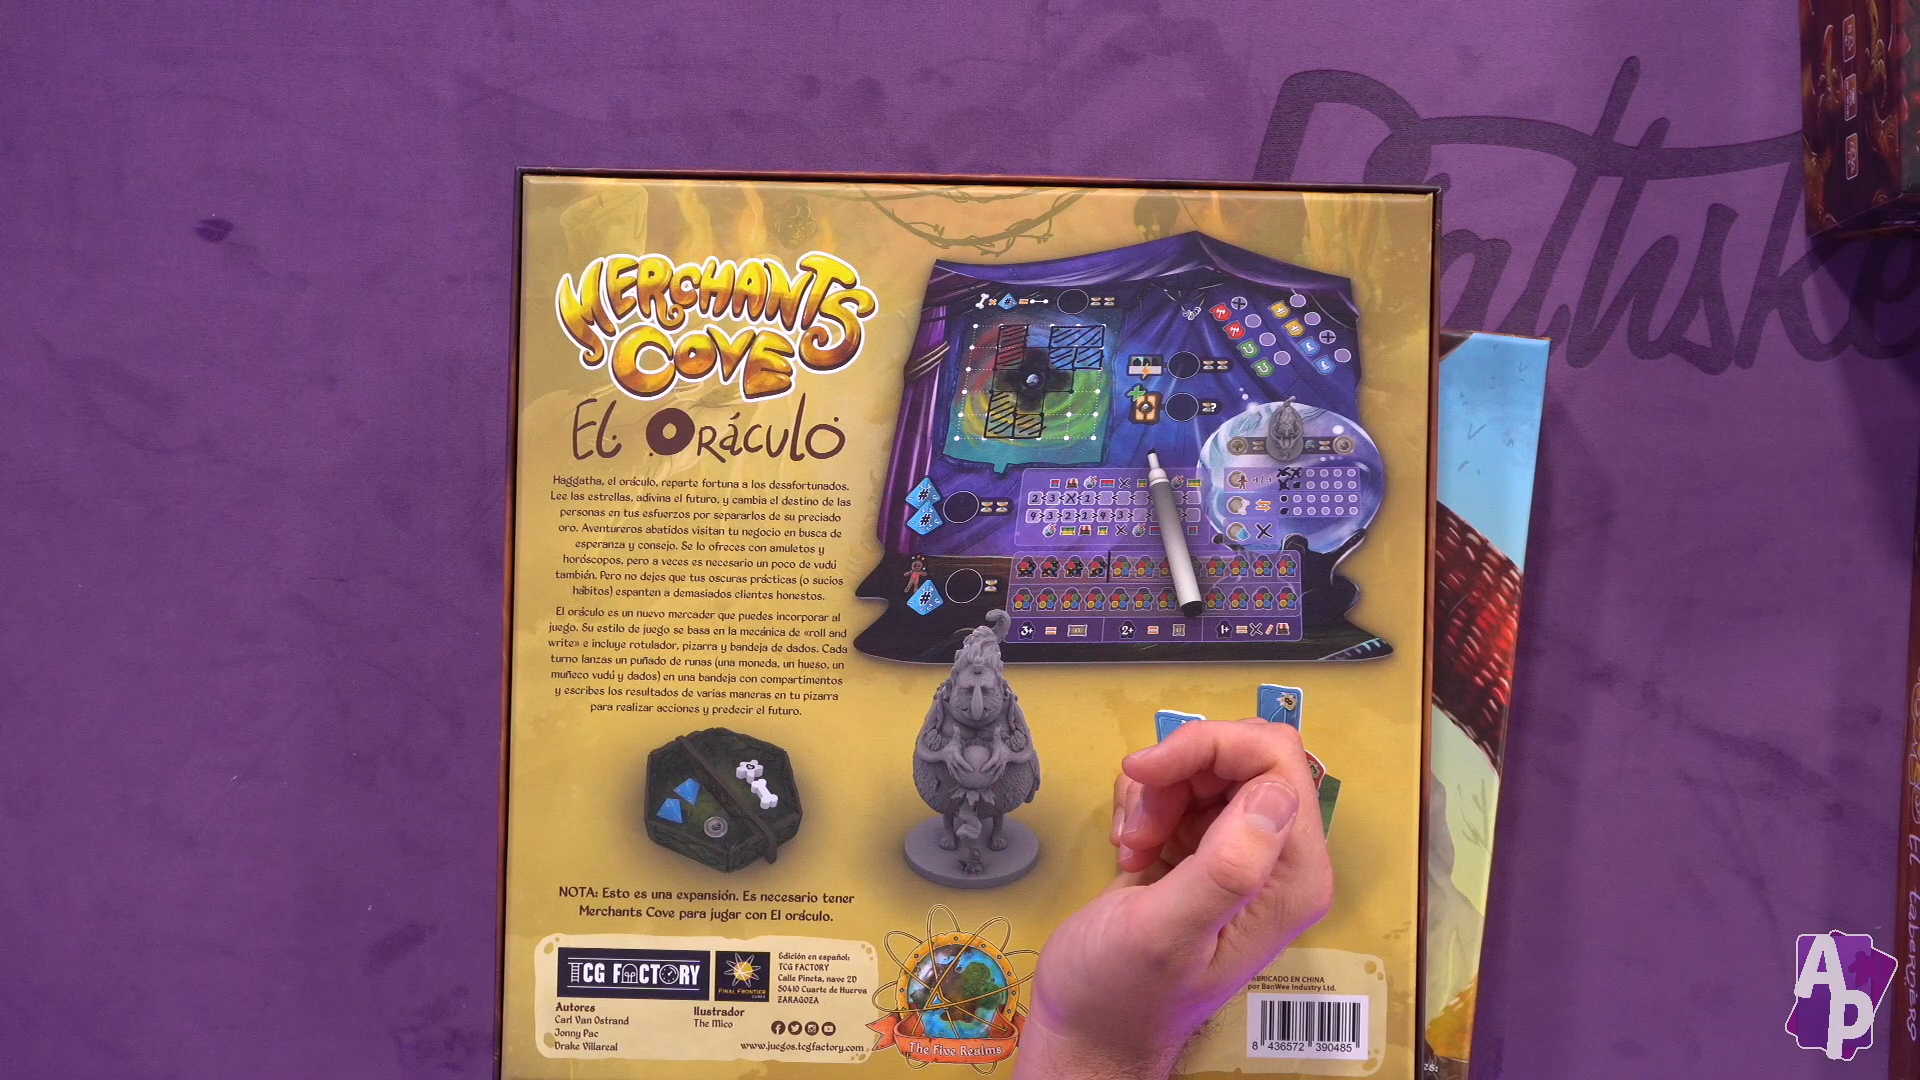 MERCHANTS
COVE
EL ORÁCULO
Haggatha, el oráculo, reparte fortuna a los desafortunados.
Lee las estrellas, adivina el futuro, y cambia el destino de las
personas en tus esfuerzos por separarlos de su preciado
oro. Aventureros abatidos visitan tu negocio en busca de
esperanza y consejo. Se lo ofreces con amuletos y
horóscopos, pero a veces es necesario un poco de vudú
también. Pero no dejes que tus oscuras prácticas (o sucios
hábitos) espanten a demasiados clientes honestos.
El oráculo es un nuevo mercader que puedes incorporar al
juego. Su estilo de juego se basa en la mecánica de «roll and
write» e incluye rotulador, pizarra y bandeja de dados. Cada
turno lanzas un puñado de runas (una moneda, un hueso, un
muñeco vudú y dados) en una bandeja con compartimentos
y escribes los resultados de varias maneras en tu pizarra
para realizar acciones y predecir el futuro.
3+
2+
1+
NOTA: Esto es una expansión. Es necesario tener
Merchants Cove para jugar con El oráculo.
TCG FACTORY
FINAL FRONTIER
GAMES
Edición en español:
TCG FACTORY
Calle Pineta, nave 2D
50410 Cuarte de Huerva
ZARAGOZA
Autores
Carl Van Ostrand
Jonny Pac
Drake Villareal
Ilustrador
The Mico
www.juegos.tcgfactory.com
The Five Realms
FABRICADO EN CHINA
por BanWee Industry Ltd.
8 436572 390485
AP